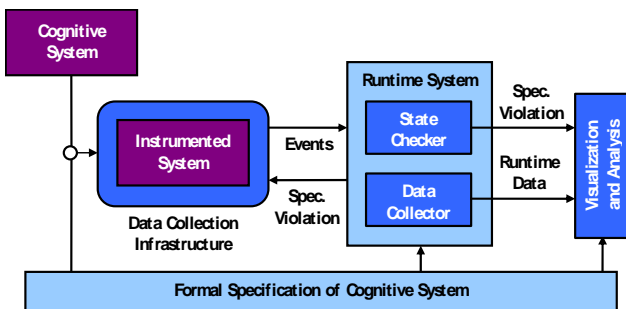 Cognitive
System
Instrumented
System
Data Collection
Infrastructure
Events
Spec.
Violation
Runtime System
State
Checker
Data
Collector
Spec.
Violation
Runtime
Data
Visualization
and Analysis
Formal Specification of Cognitive System